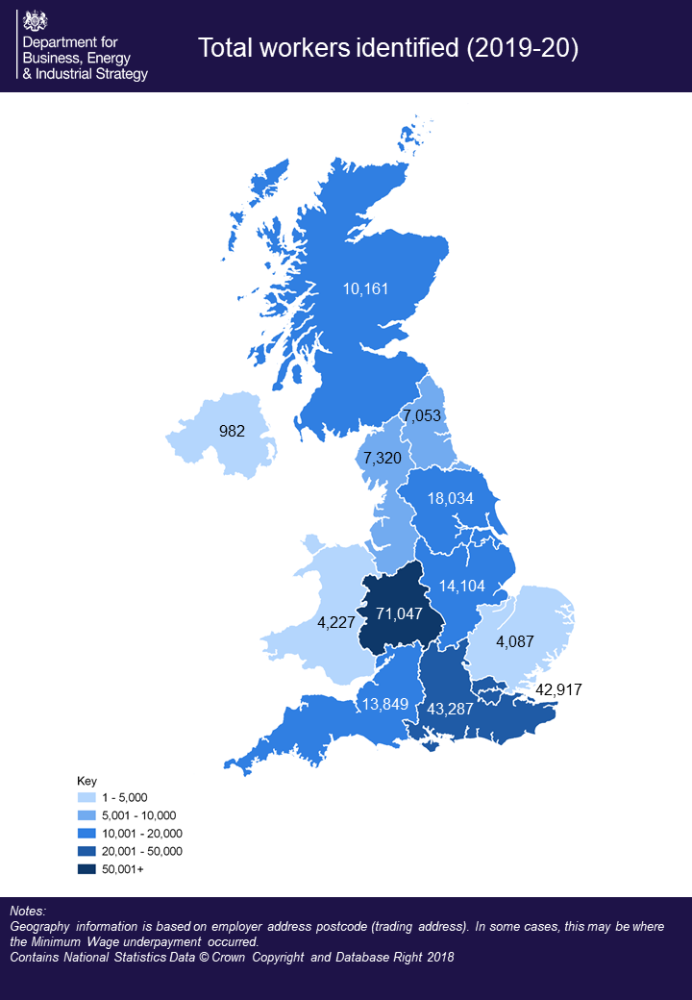 Department for
Business, Energy
& Industrial Strategy
Total workers identified (2019-20)
10,161
982
7,053
7,320
18,034
14,104
71,047
4,227
4,087
42,917
13,849
43,287
Key
1 - 5,000
5,001 - 10,000
10,001 - 20,000
20,001 - 50,000
50,001+
Notes:
Geography information is based on employer address postcode (trading address). In some cases, this may be where
the Minimum Wage underpayment occurred.
Contains National Statistics Data © Crown Copyright and Database Right 2018